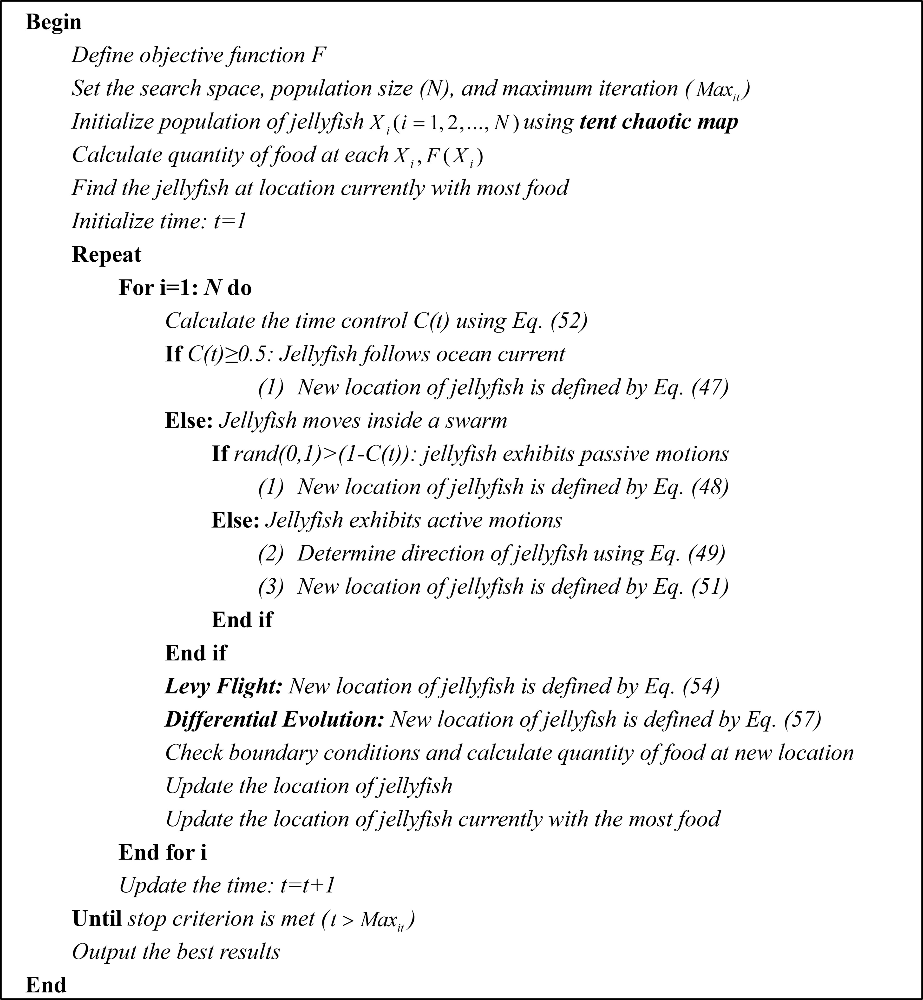 Begin
Define objective function F
Set the search space, population size (N), and maximum iteration ( Max_it )
Initialize population of jellyfish X_i (i = 1, 2,..., N) using tent chaotic map
Calculate quantity of food at each X_i, F(X_i)
Find the jellyfish at location currently with most food
Initialize time: t=1
Repeat
For i=1: N do
Calculate the time control C(t) using Eq. (52)
If C(t)≥0.5: Jellyfish follows ocean current
(1) New location of jellyfish is defined by Eq. (47)
Else: Jellyfish moves inside a swarm
If rand(0,1)>(1-C(t)): jellyfish exhibits passive motions
(1) New location of jellyfish is defined by Eq. (48)
Else: Jellyfish exhibits active motions
(2) Determine direction of jellyfish using Eq. (49)
(3) New location of jellyfish is defined by Eq. (51)
End if
End if
Levy Flight: New location of jellyfish is defined by Eq. (54)
Differential Evolution: New location of jellyfish is defined by Eq. (57)
Check boundary conditions and calculate quantity of food at new location
Update the location of jellyfish
Update the location of jellyfish currently with the most food
End for i
Update the time: t=t+1
Until stop criterion is met (t > Max_it)
Output the best results
End